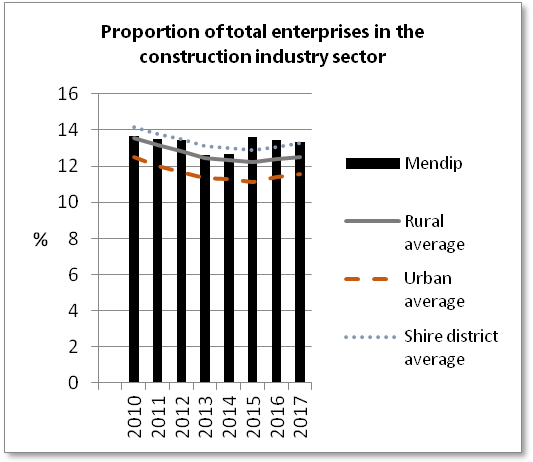 Proportion of total enterprises in the
construction industry sector
16
14
12
10
8
6
4
2
0
%
2010
2011
2012
2013
2014
2015
2016
2017
Mendip
Rural
average
Urban
average
Shire district
average